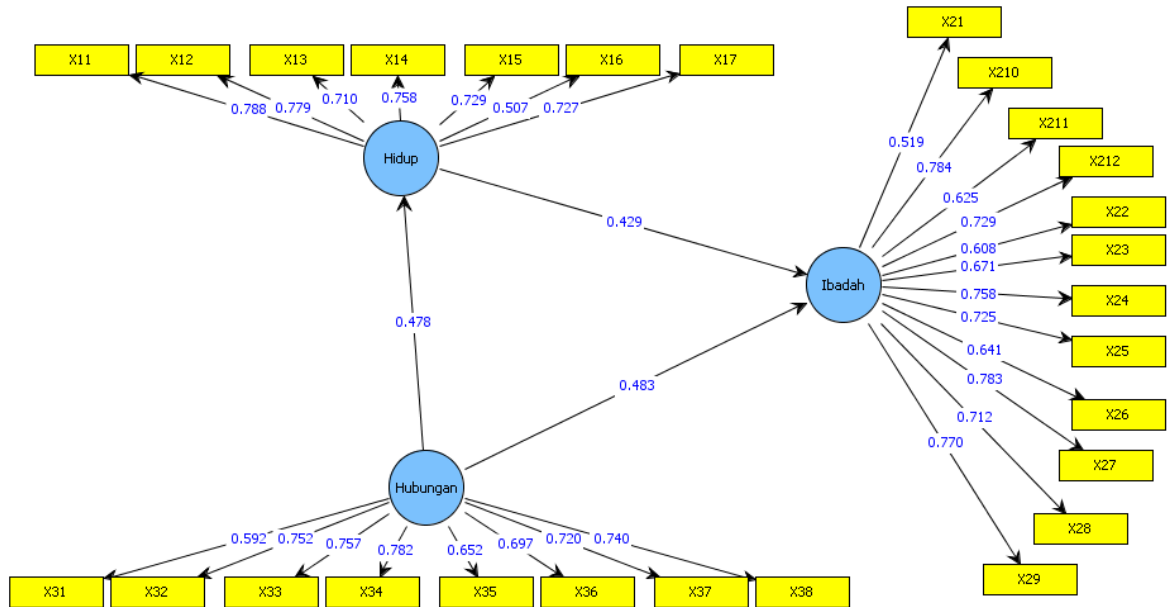 X11 X12 X13 X14 X15 X16 X17
0.788 0.779 0.710 0.758 0.729 0.507 0.727
Hidup
X21
X210
X211
X212
X22
X23
X24
X25
X26
X27
X28
X29
0.519
0.784
0.625
0.729
0.608
0.671
0.758
0.725
0.641
0.783
0.712
0.770
0.429
Ibadah
0.478
0.483
Hubungan
0.592 0.752 0.757 0.782 0.652 0.697 0.720 0.740
X31 X32 X33 X34 X35 X36 X37 X38